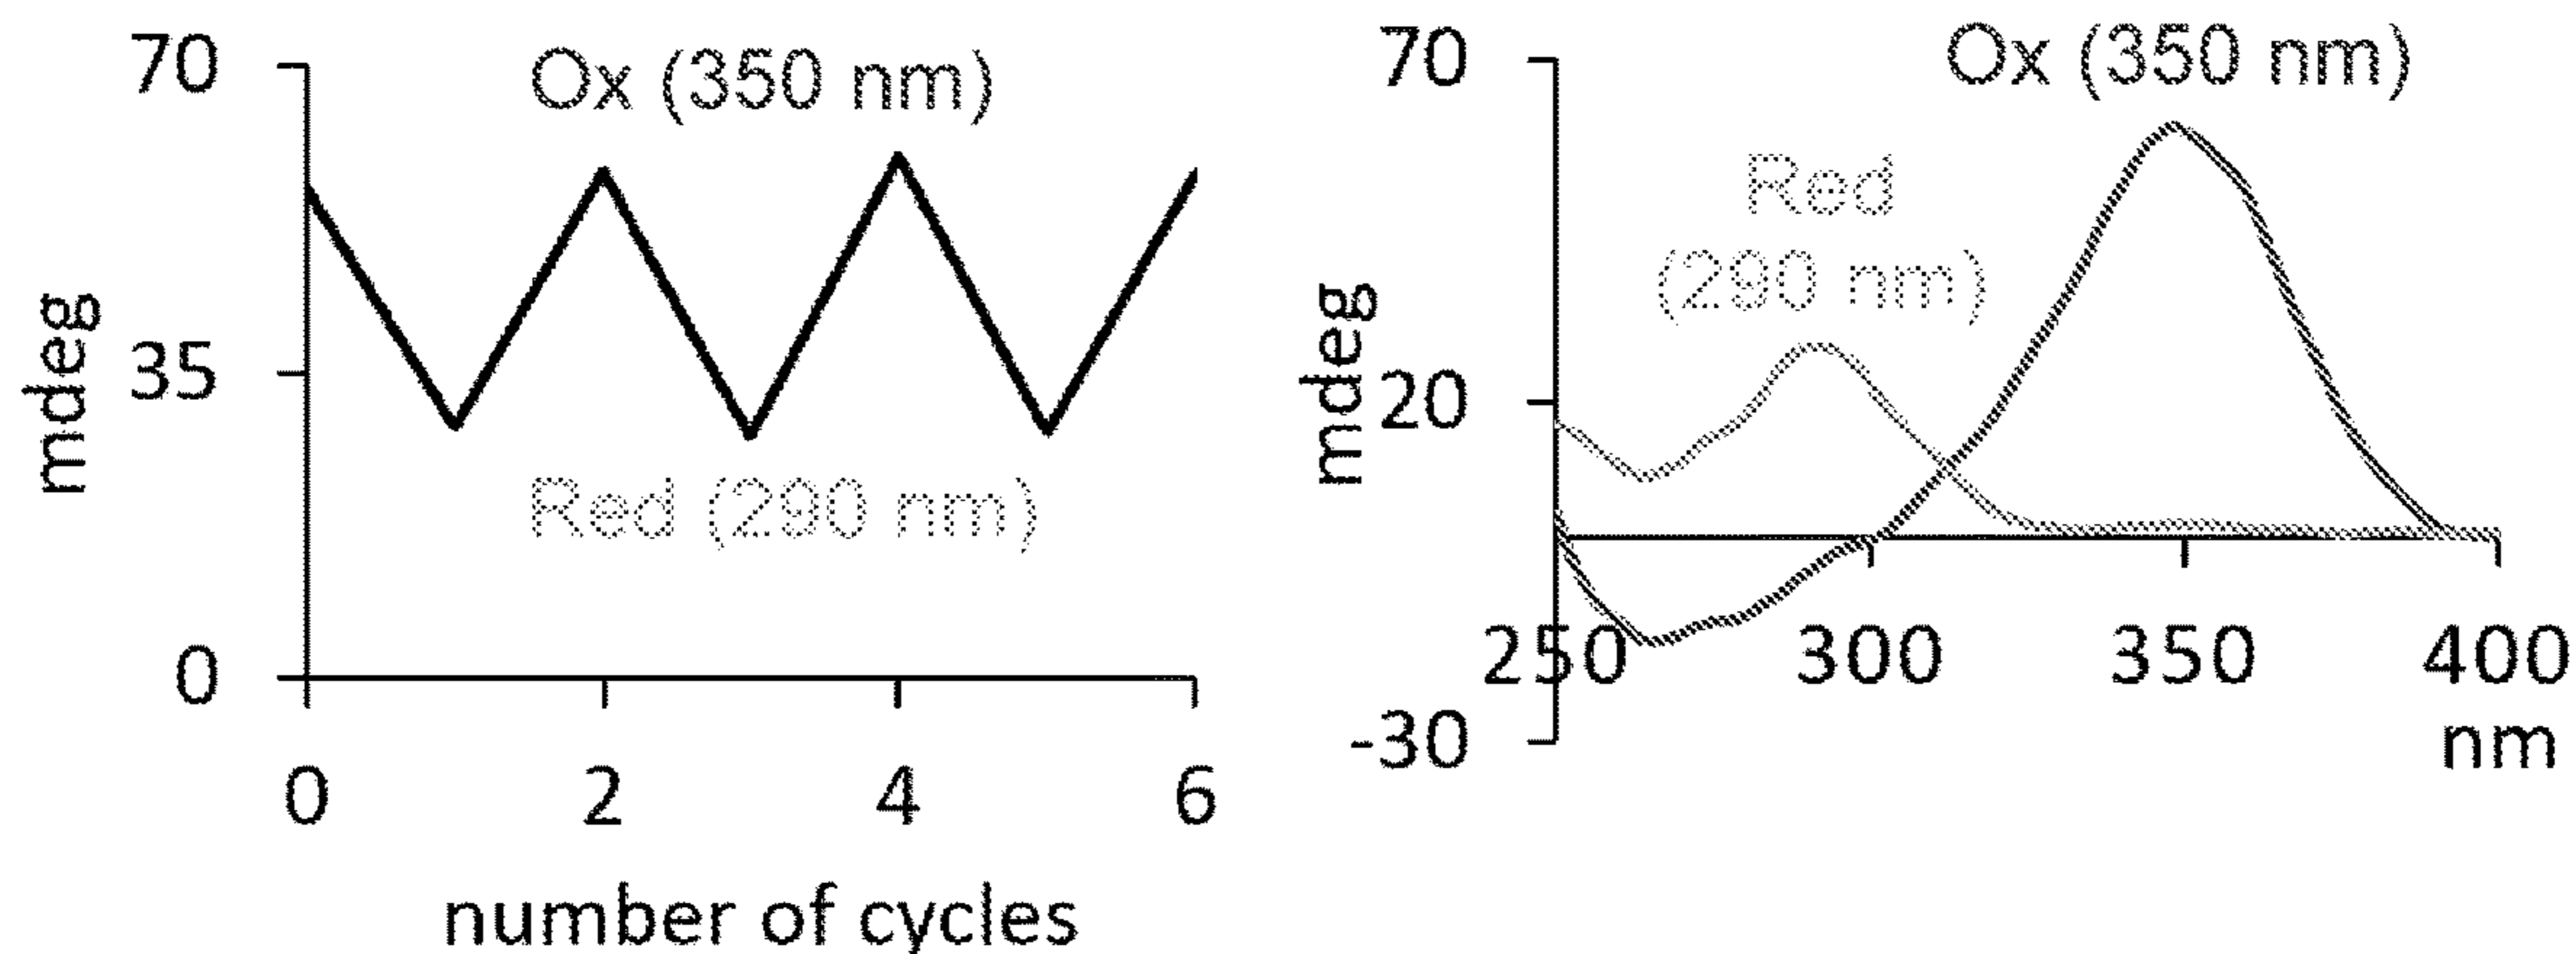 70
Ox (350 nm)
mdeg
35
Red (290 nm)
0
0 2 4 6
number of cycles
70
Ox (350 nm)
Red
(290 nm)
mdeg
20
250 300 350 400
-30
nm